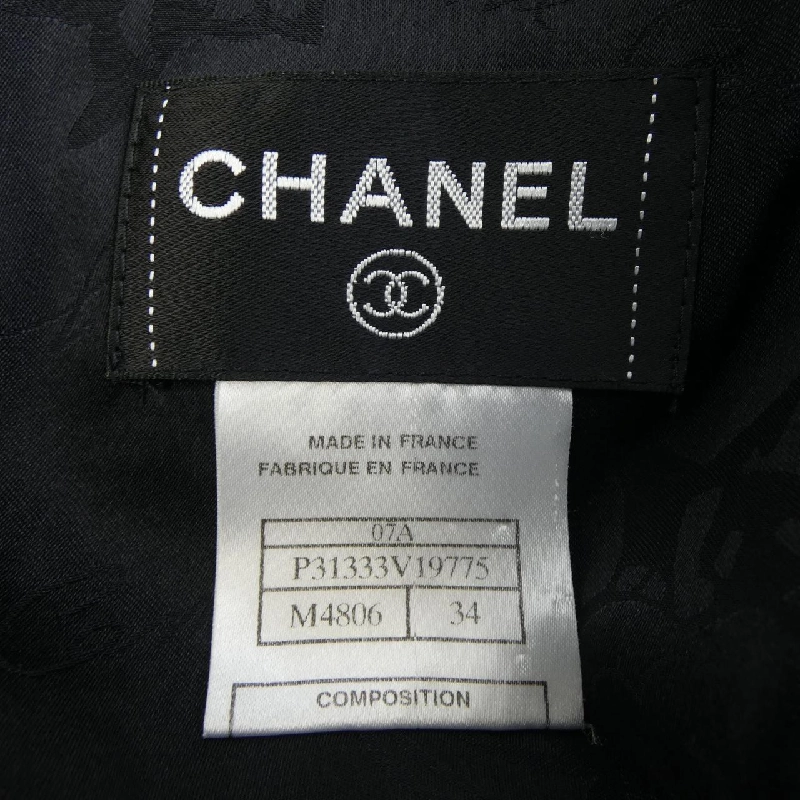 CHANEL
MADE IN FRANCE
FABRIQUE EN FRANCE
07A
P31333V19775
M4806 34
COMPOSITION